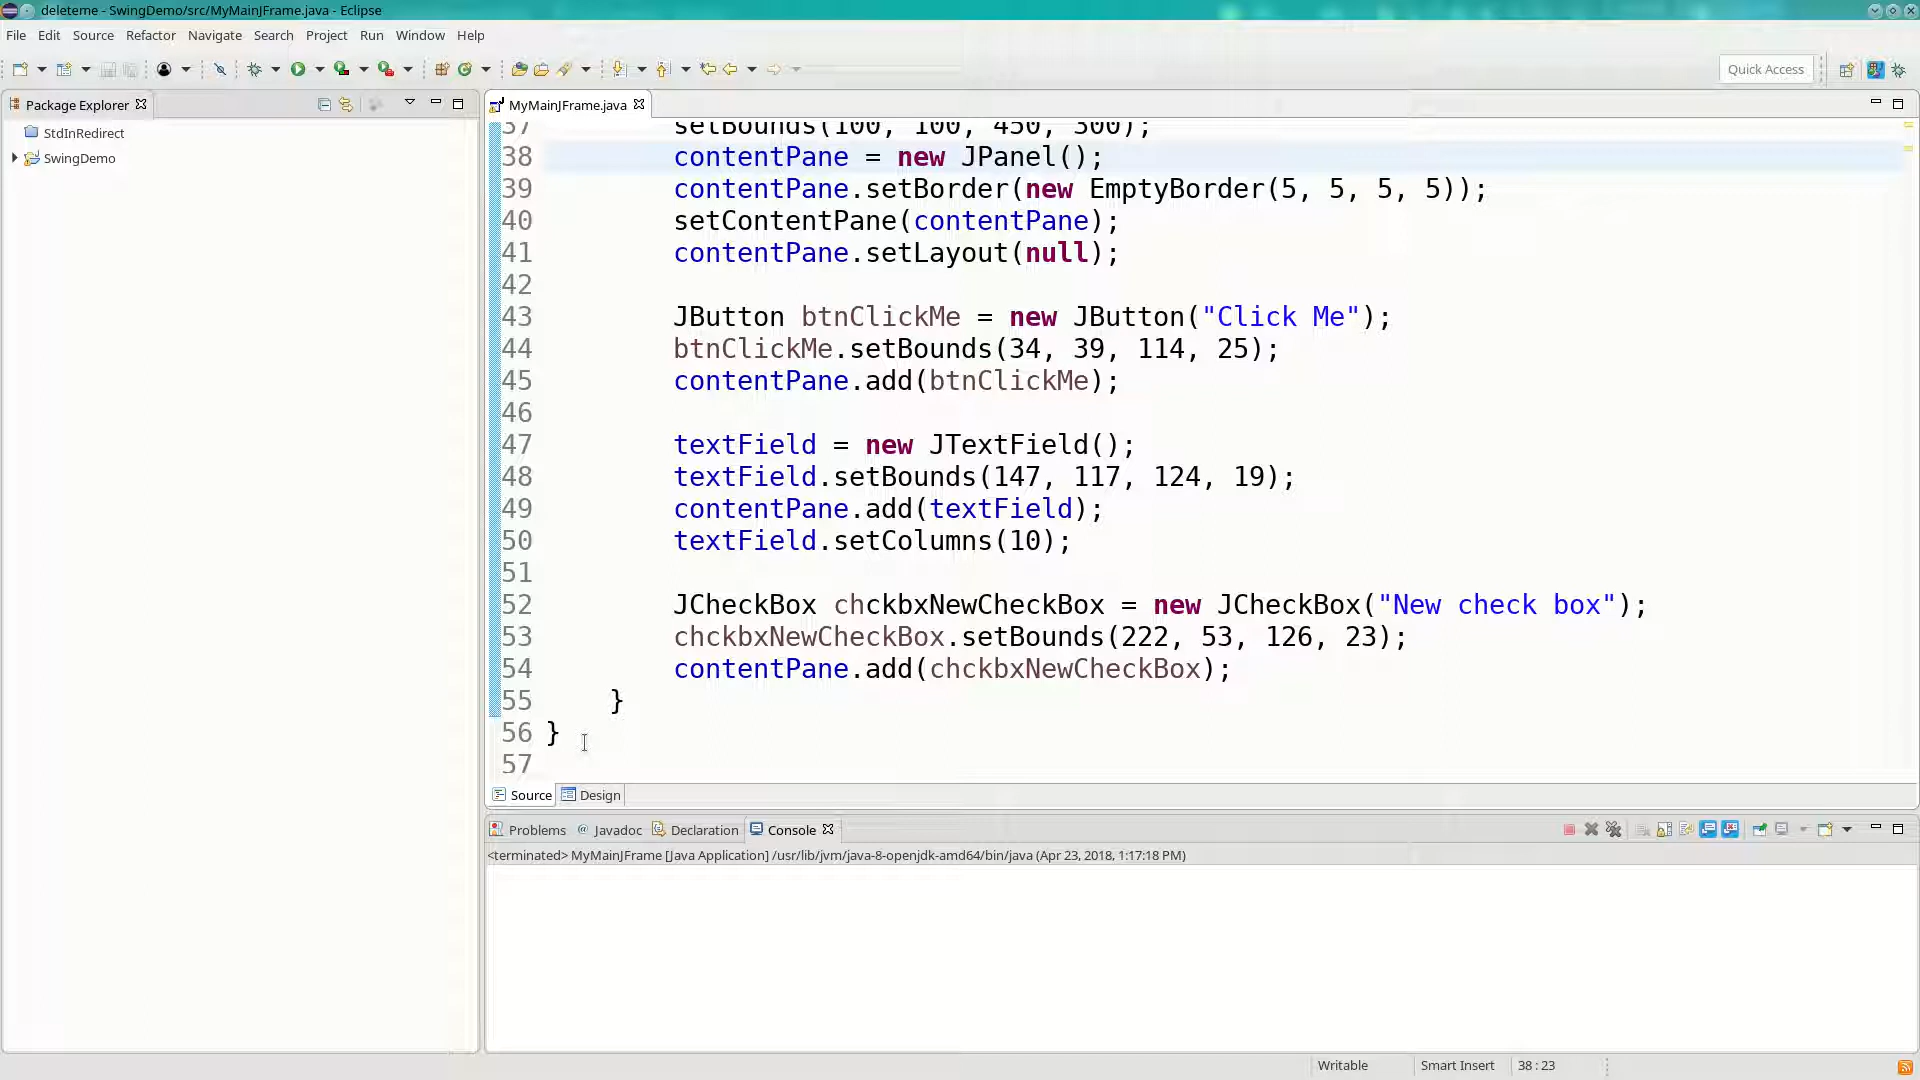 deleteme - SwingDemo/src/MyMainJFrame.java - Eclipse
File Edit Source Refactor Navigate Search Project Run Window Help
Quick Access
Package Explorer
MyMainJFrame.java
StdInRedirect
SwingDemo
37 setBounds(100, 100, 450, 300);
38 contentPane = new JPanel();
39 contentPane.setBorder(new EmptyBorder(5, 5, 5, 5));
40 setContentPane(contentPane);
41 contentPane.setLayout(null);
42
43 JButton btnClickMe = new JButton("Click Me");
44 btnClickMe.setBounds(34, 39, 114, 25);
45 contentPane.add(btnClickMe);
46
47 textField = new JTextField();
48 textField.setBounds(147, 117, 124, 19);
49 contentPane.add(textField);
50 textField.setColumns(10);
51
52 JCheckBox chckbxNewCheckBox = new JCheckBox("New check box");
53 chckbxNewCheckBox.setBounds(222, 53, 126, 23);
54 contentPane.add(chckbxNewCheckBox);
55 }
56 }
57
Source Design
Problems Javadoc Declaration Console
<terminated> MyMainJFrame [Java Application] /usr/lib/jvm/java-8-openjdk-amd64/bin/java (Apr 23, 2018, 1:17:18 PM)
Writable Smart Insert 38 : 23